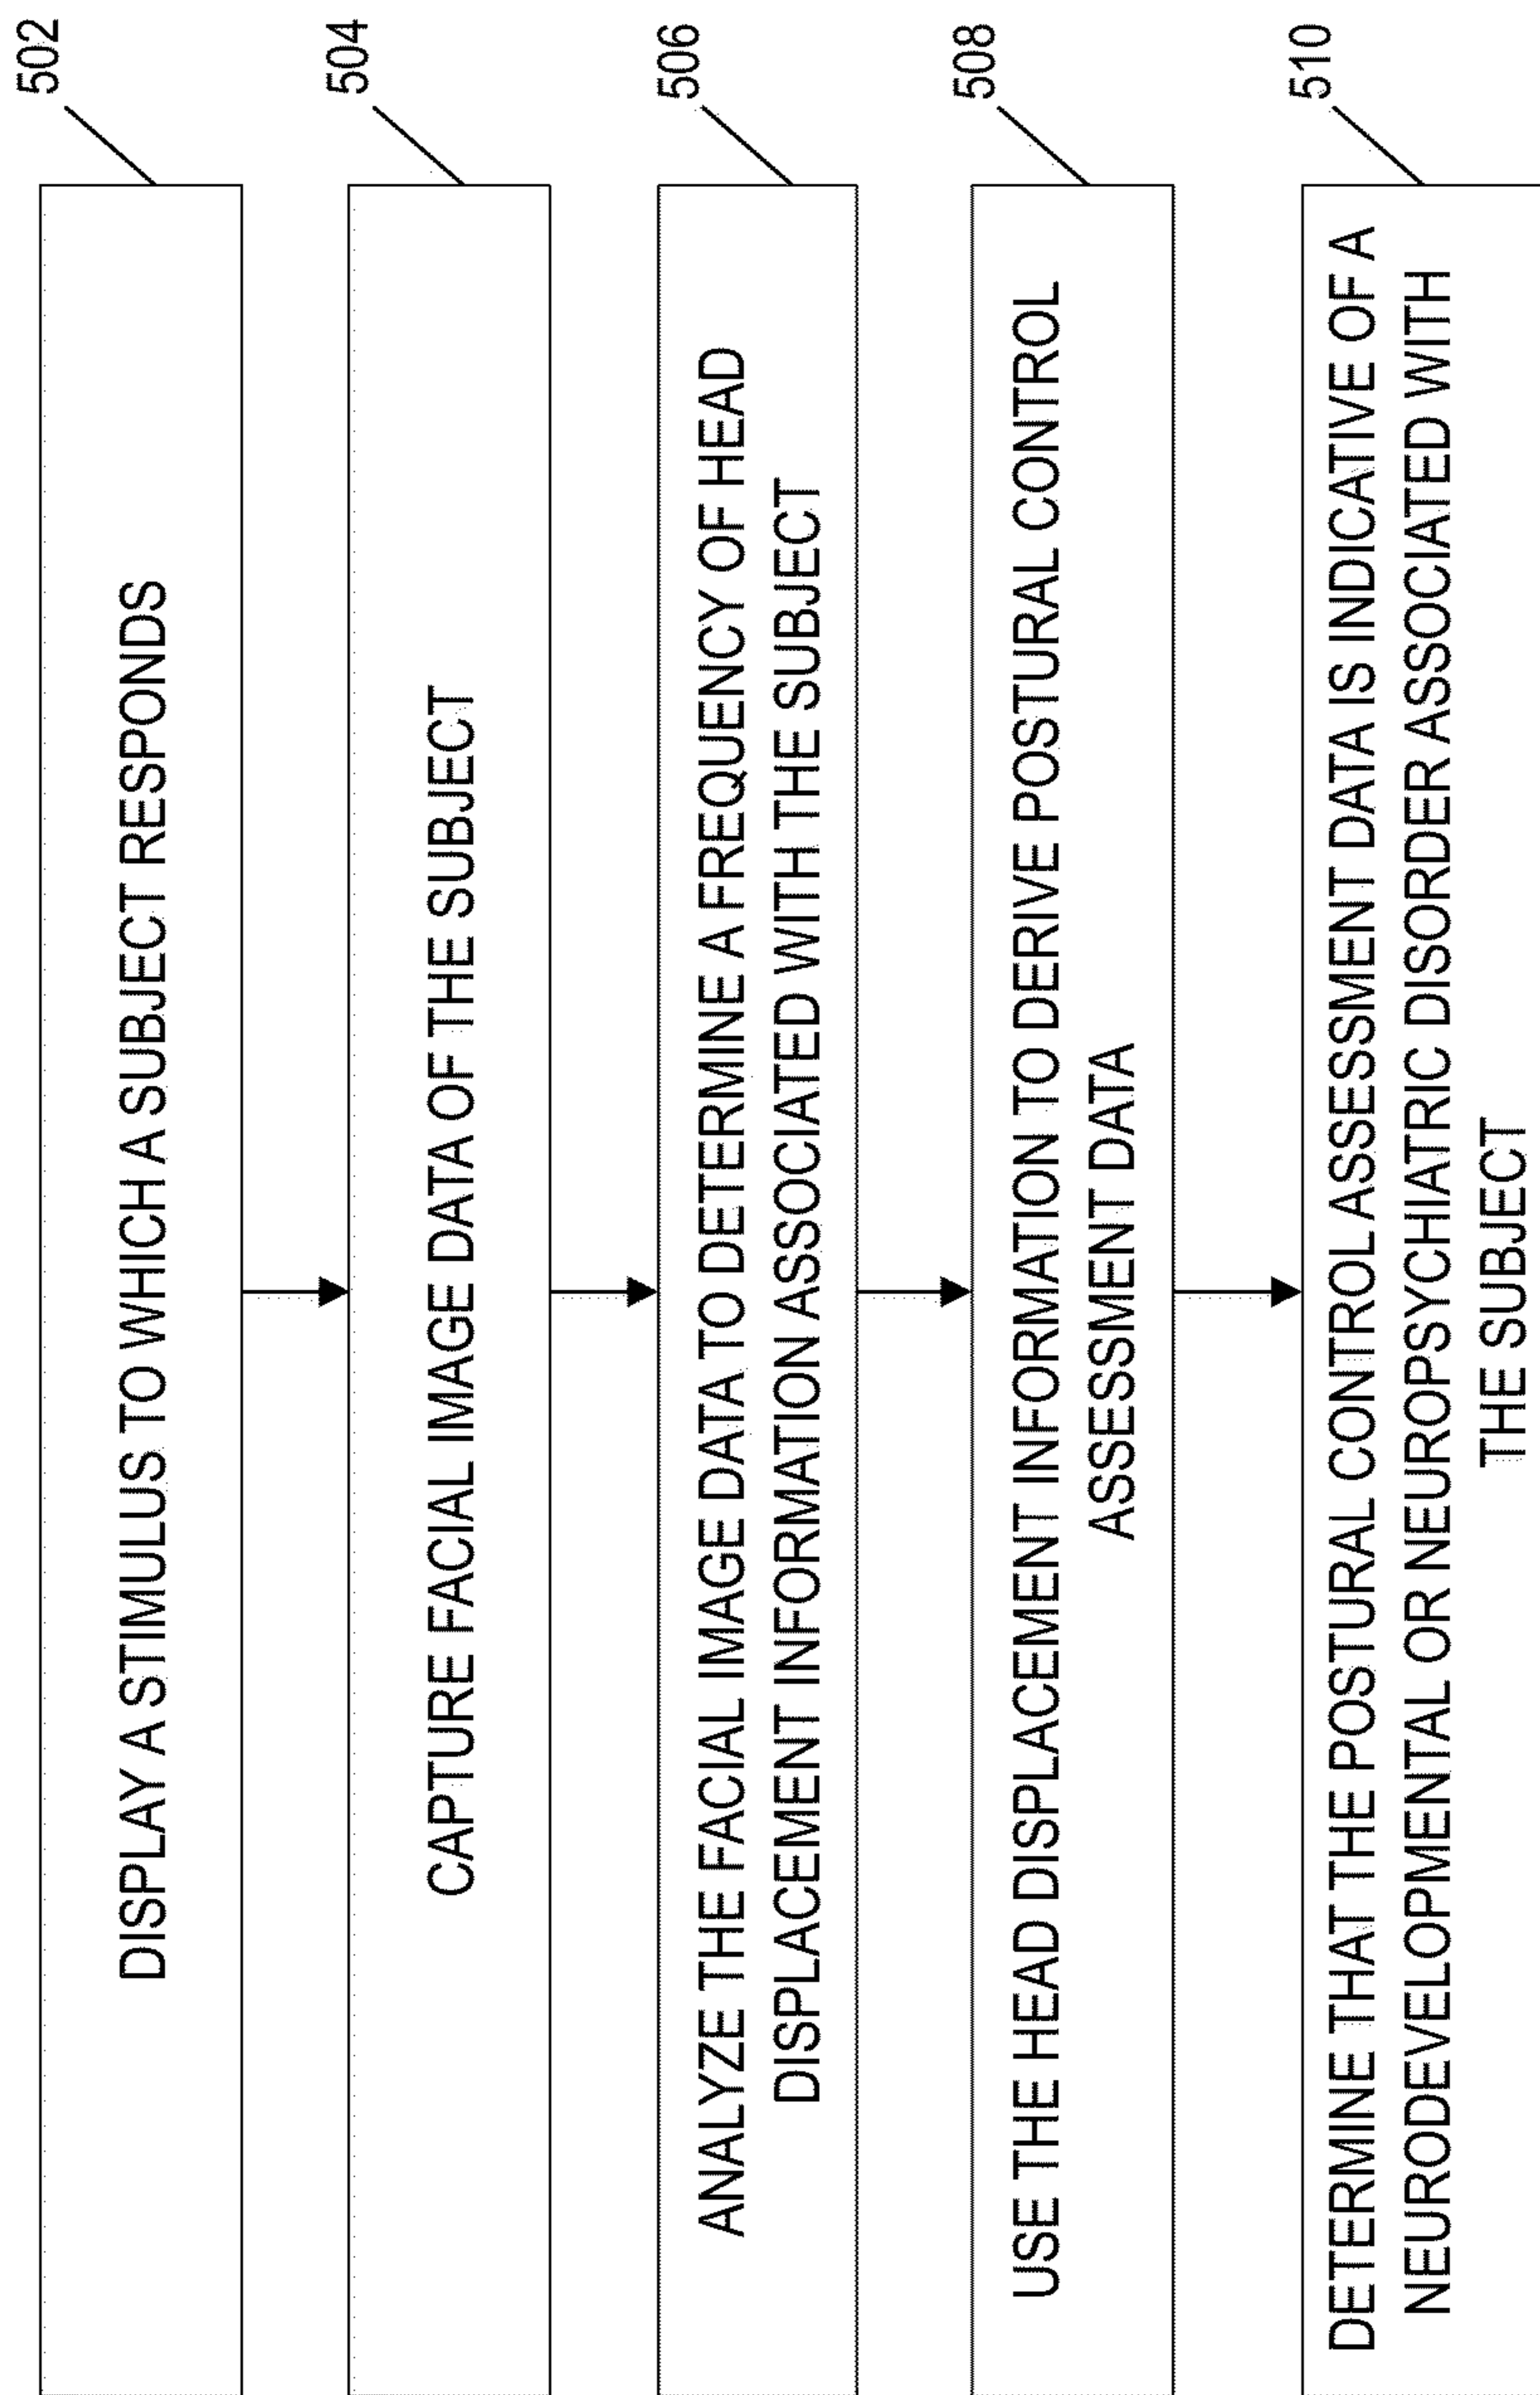 502
DISPLAY A STIMULUS TO WHICH A SUBJECT RESPONDS
504
CAPTURE FACIAL IMAGE DATA OF THE SUBJECT
506
ANALYZE THE FACIAL IMAGE DATA TO DETERMINE A FREQUENCY OF HEAD
DISPLACEMENT INFORMATION ASSOCIATED WITH THE SUBJECT
508
USE THE HEAD DISPLACEMENT INFORMATION TO DERIVE POSTURAL CONTROL
ASSESSMENT DATA
510
DETERMINE THAT THE POSTURAL CONTROL ASSESSMENT DATA IS INDICATIVE OF A
NEURODEVELOPMENTAL OR NEUROPSYCHIATRIC DISORDER ASSOCIATED WITH
THE SUBJECT